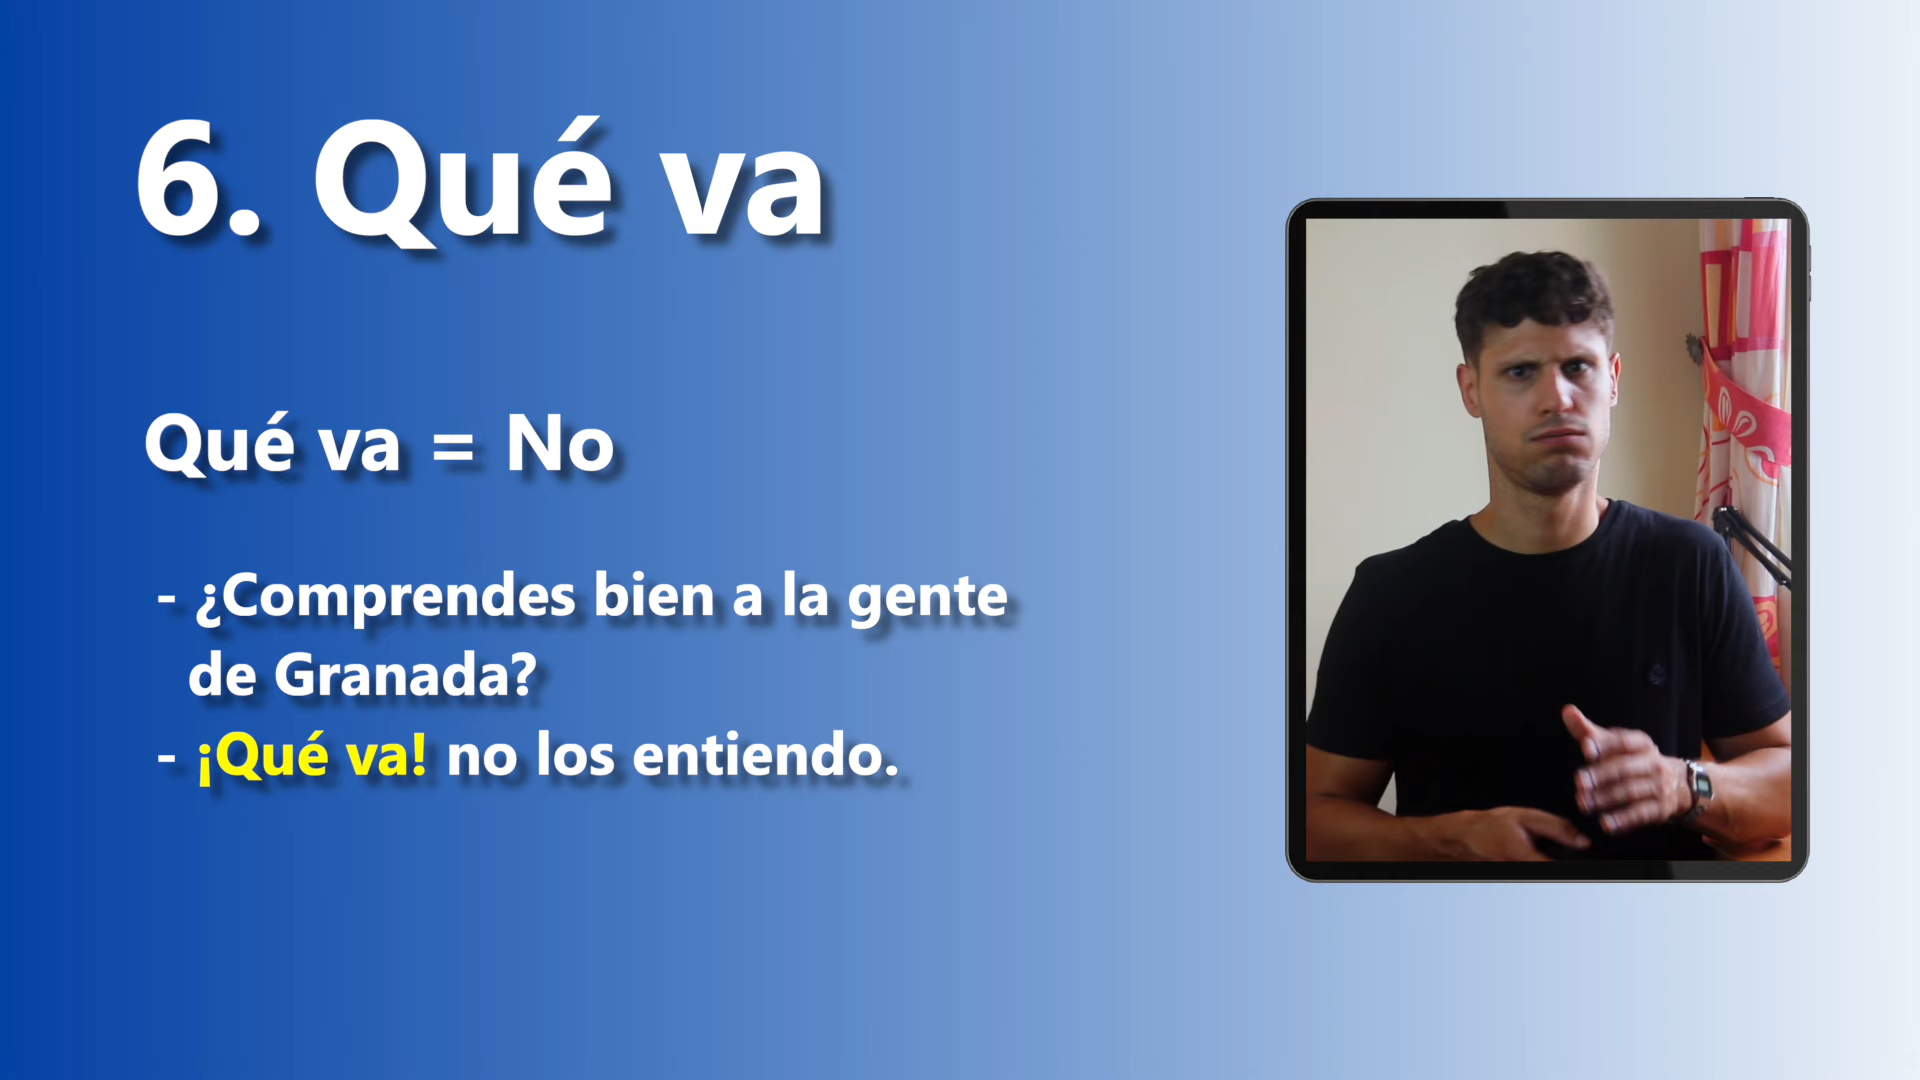 6. Qué va
Qué va = No
- ¿Comprendes bien a la gente
de Granada?
- ¡Qué va! no los entiendo.